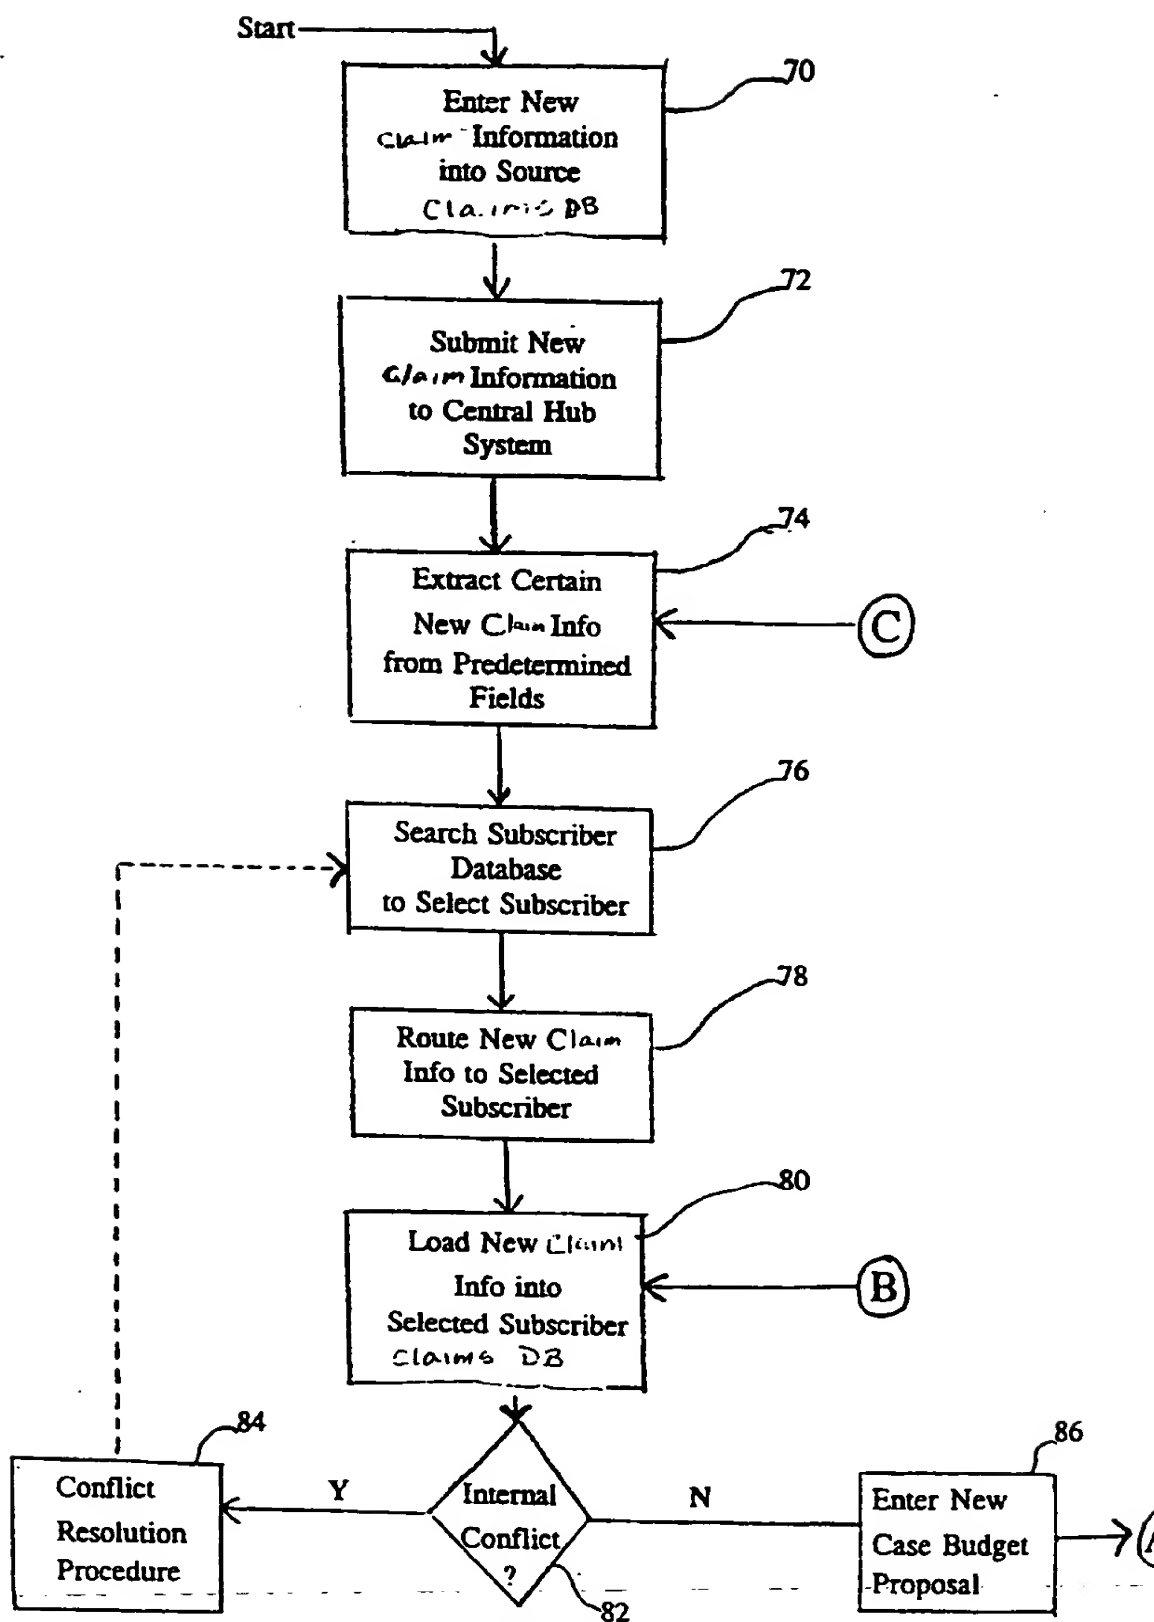 Start
70
Enter New
Claim Information
into Source
Claims DB
72
Submit New
Claim Information
to Central Hub
System
74
Extract Certain
New Claim Info
from Predetermined
Fields
C
76
Search Subscriber
Database
to Select Subscriber
78
Route New Claim
Info to Selected
Subscriber
80
Load New Claim
Info into
Selected Subscriber
Claims DB
B
84
Conflict
Resolution
Procedure
Y
Internal
Conflict
?
82
N
86
Enter New
Case Budget
Proposal
A